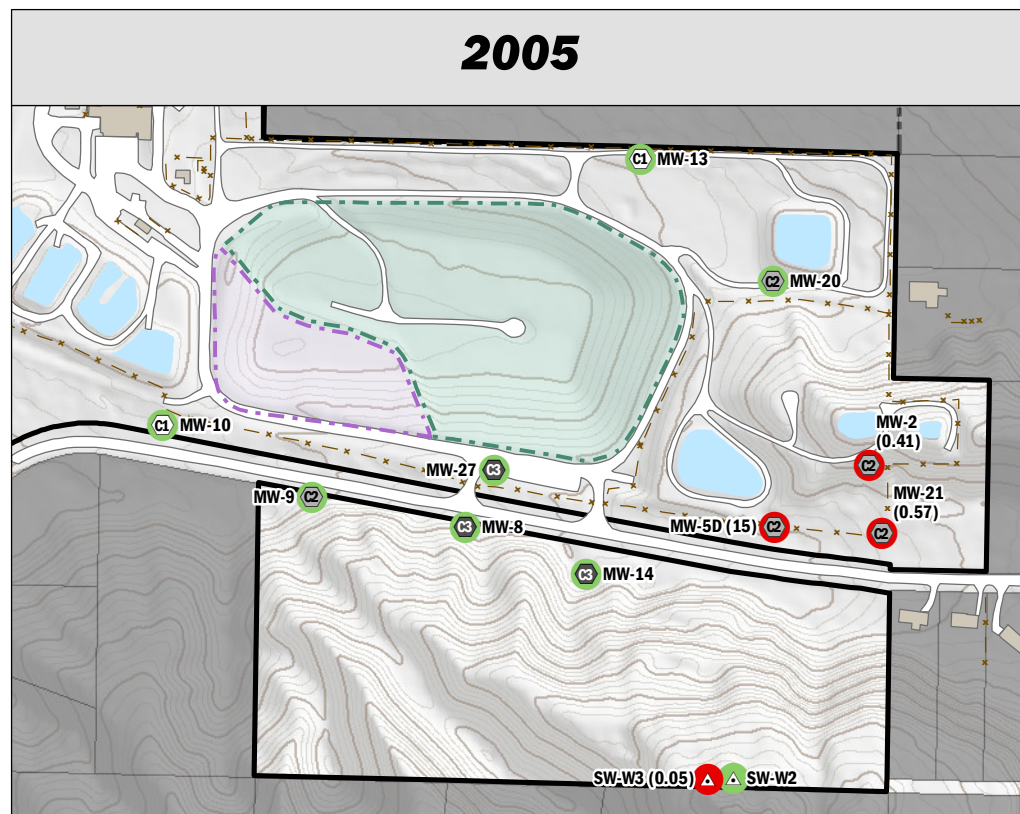 2005
C1 MW-13
C2 MW-20
MW-2
(0.41)
C1 MW-10
C2
MW-27 C3
MW-21
(0.57)
MW-9 C2
C3 MW-8
MW-5D (15) C2
C2
C3 MW-14
SW-W3 (0.05)
SW-W2